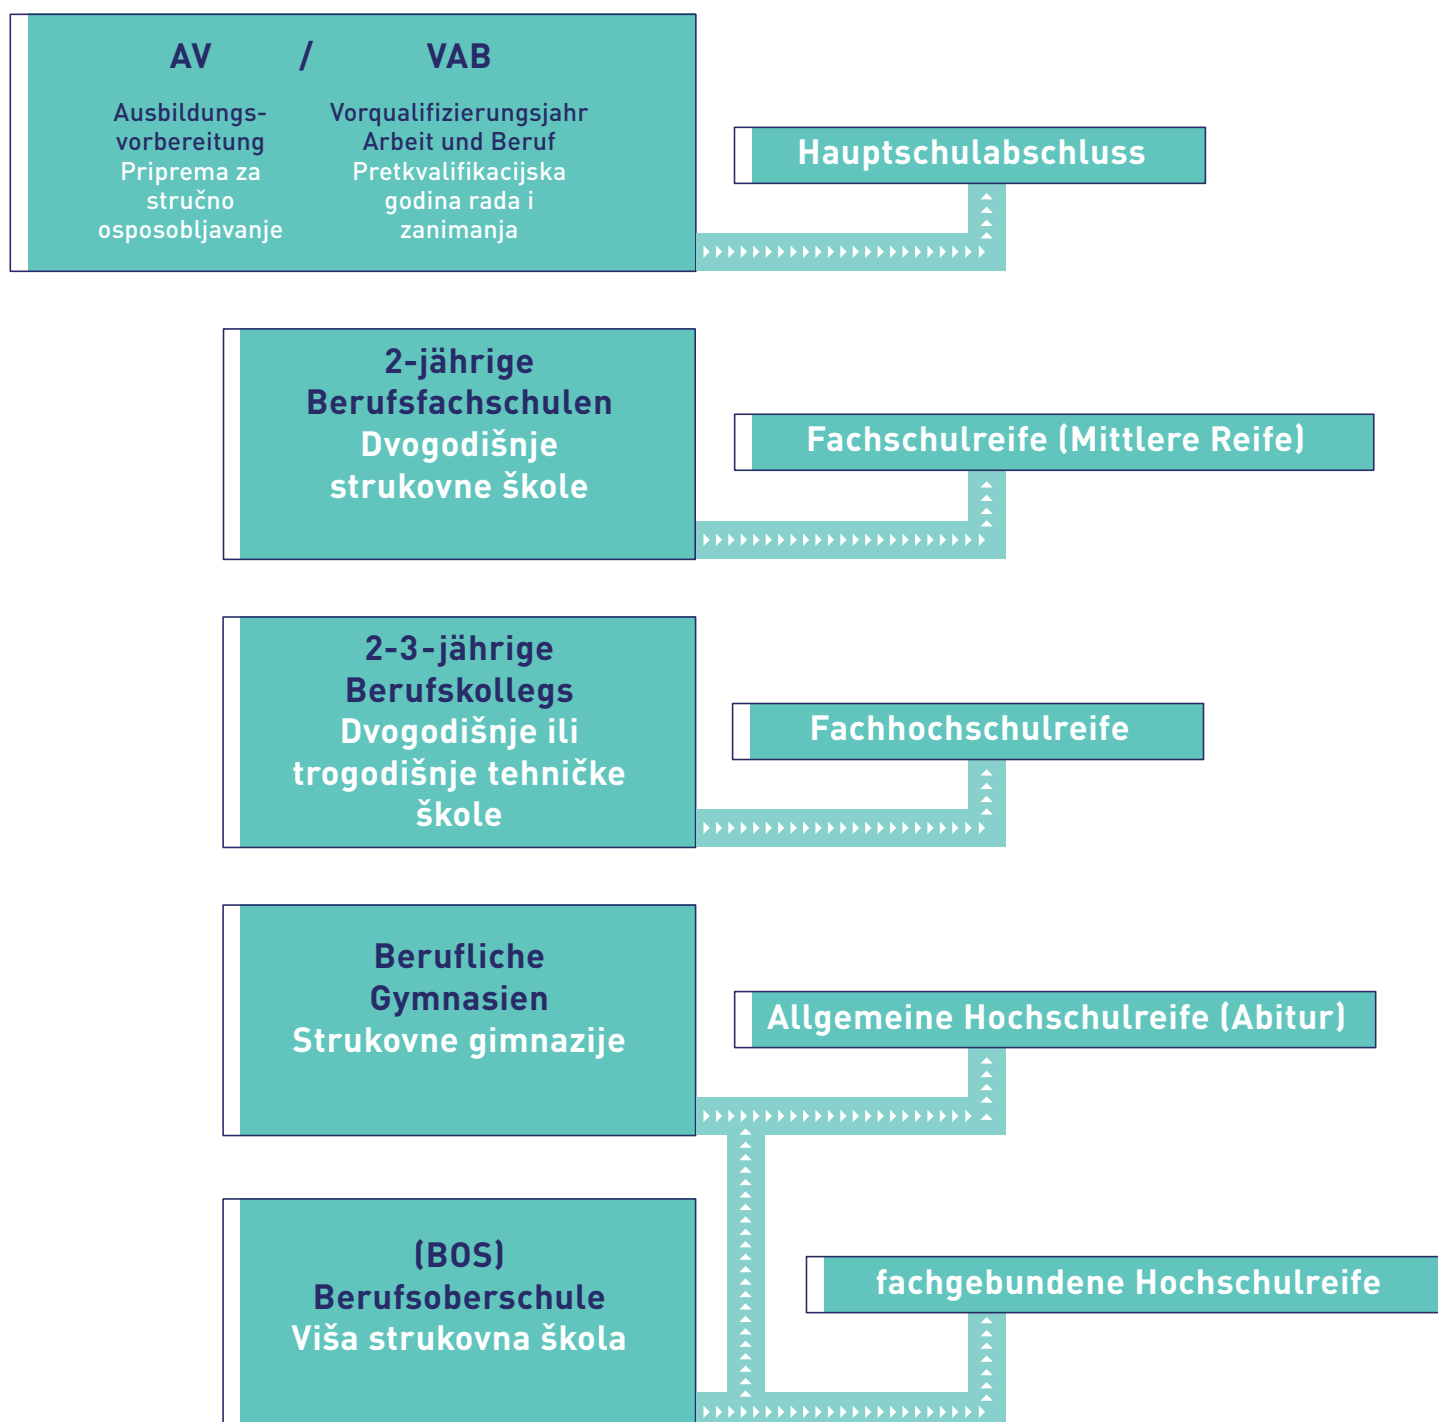 AV / VAB
Ausbildungs-
vorbereitung
Priprema za
stručno
osposobljavanje
Vorqualifizierungsjahr
Arbeit und Beruf
Pretkvalifikacijska
godina rada i
zanimanja
Hauptschulabschluss
2-jährige
Berufsfachschulen
Dvogodišnje
strukovne škole
Fachschulreife (Mittlere Reife)
2-3-jährige
Berufskollegs
Dvogodišnje ili
trogodišnje tehničke
škole
Fachhochschulreife
Berufliche
Gymnasien
Strukovne gimnazije
Allgemeine Hochschulreife (Abitur)
(BOS)
Berufsoberschule
Viša strukovna škola
fachgebundene Hochschulreife